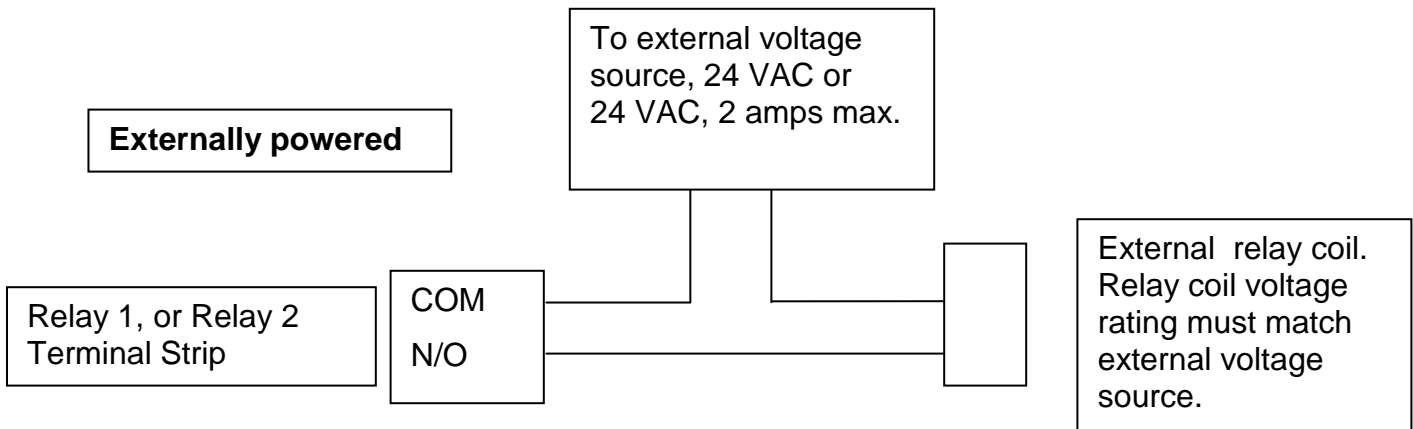 To external voltage
source, 24 VAC or
24 VAC, 2 amps max.
Externally powered
Relay 1, or Relay 2
Terminal Strip
COM
N/O
External relay coil.
Relay coil voltage
rating must match
external voltage
source.